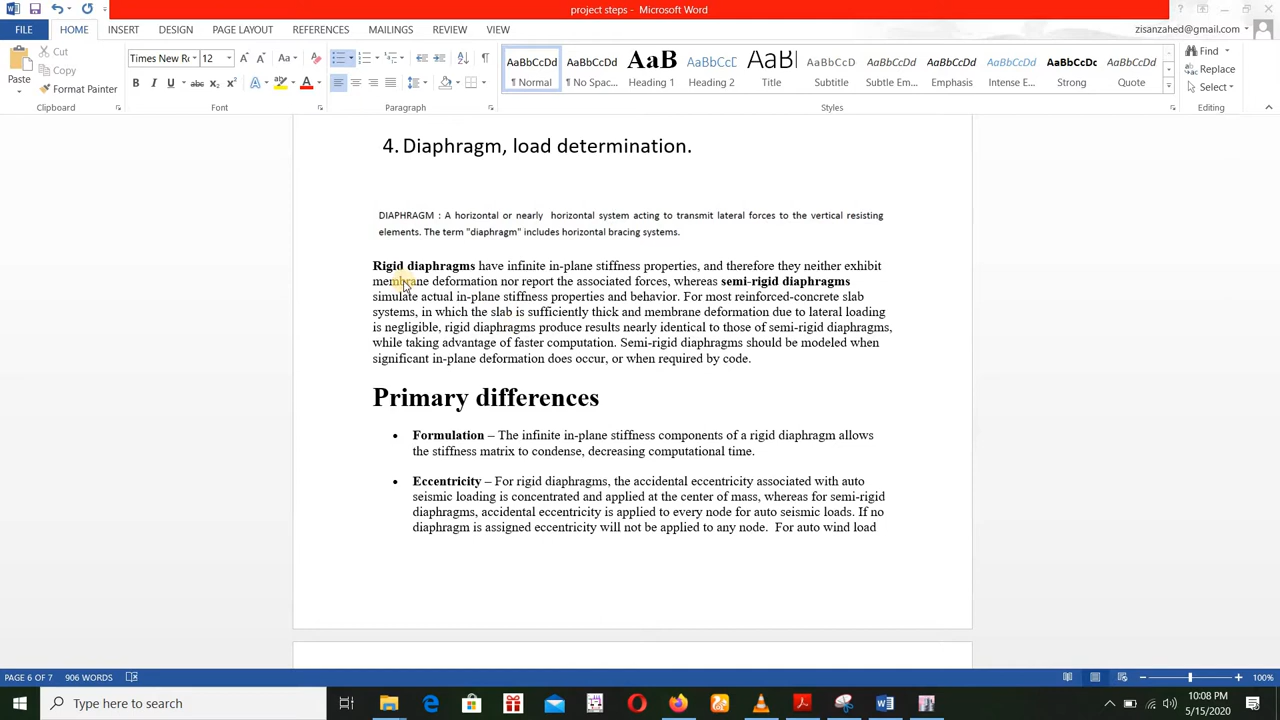 project steps - Microsoft Word
FILE HOME INSERT DESIGN PAGE LAYOUT REFERENCES MAILINGS REVIEW VIEW
zisanzahed@gmail.com
Paste
Cut
Copy
Format Painter
Clipboard
Times New Ro 12
Font
Paragraph
AaBbCcDd AaBbCcDd AaB AaBbCcD AaB AaBbCcD AaBbCcDd AaBbCcDd AaBbCcDd AaBbCcDd AaBbCcDd
¶ Normal ¶ No Spac... Heading 1 Heading 2 Title Subtitle Subtle Em... Emphasis Intense E... Strong Quote
Styles
Find
Replace
Select
Editing
4. Diaphragm, load determination.
DIAPHRAGM : A horizontal or nearly horizontal system acting to transmit lateral forces to the vertical resisting
elements. The term "diaphragm" includes horizontal bracing systems.
Rigid diaphragms have infinite in-plane stiffness properties, and therefore they neither exhibit
membrane deformation nor report the associated forces, whereas semi-rigid diaphragms
simulate actual in-plane stiffness properties and behavior. For most reinforced-concrete slab
systems, in which the slab is sufficiently thick and membrane deformation due to lateral loading
is negligible, rigid diaphragms produce results nearly identical to those of semi-rigid diaphragms,
while taking advantage of faster computation. Semi-rigid diaphragms should be modeled when
significant in-plane deformation does occur, or when required by code.
Primary differences
• Formulation – The infinite in-plane stiffness components of a rigid diaphragm allows
the stiffness matrix to condense, decreasing computational time.
• Eccentricity – For rigid diaphragms, the accidental eccentricity associated with auto
seismic loading is concentrated and applied at the center of mass, whereas for semi-rigid
diaphragms, accidental eccentricity is applied to every node for auto seismic loads. If no
diaphragm is assigned eccentricity will not be applied to any node. For auto wind load
PAGE 6 OF 7 906 WORDS
100%
Type here to search
10:08 PM
5/15/2020